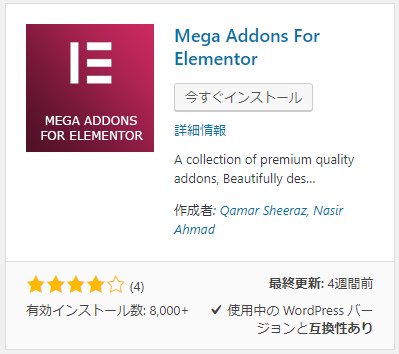 MEGA ADDONS
FOR ELEMENTOR
Mega Addons For
Elementor
今すぐインストール
詳細情報
A collection of premium quality
addons, Beautifully des...
作成者: Qamar Sheeraz, Nasir
Ahmad
(4)
有効インストール数: 8,000+
最終更新: 4週間前
使用中の WordPress バー
ジョンと互換性あり